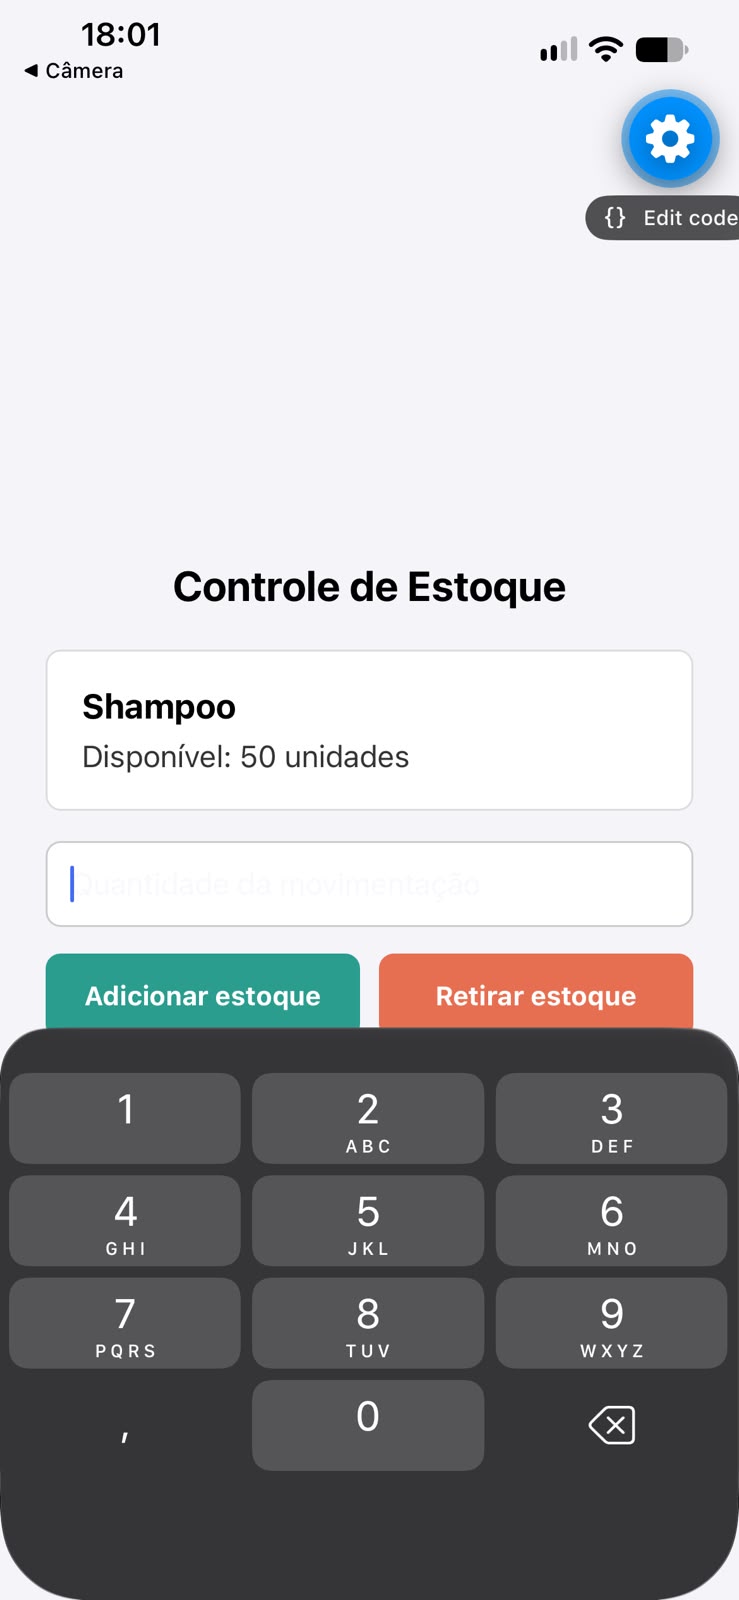 18:01
◀ Câmera
{} Edit code
Controle de Estoque
Shampoo
Disponível: 50 unidades
Quantidade da movimentação
Adicionar estoque
Retirar estoque
1
2
ABC
3
DEF
4
GHI
5
JKL
6
MNO
7
PQRS
8
TUV
9
WXYZ
,
0